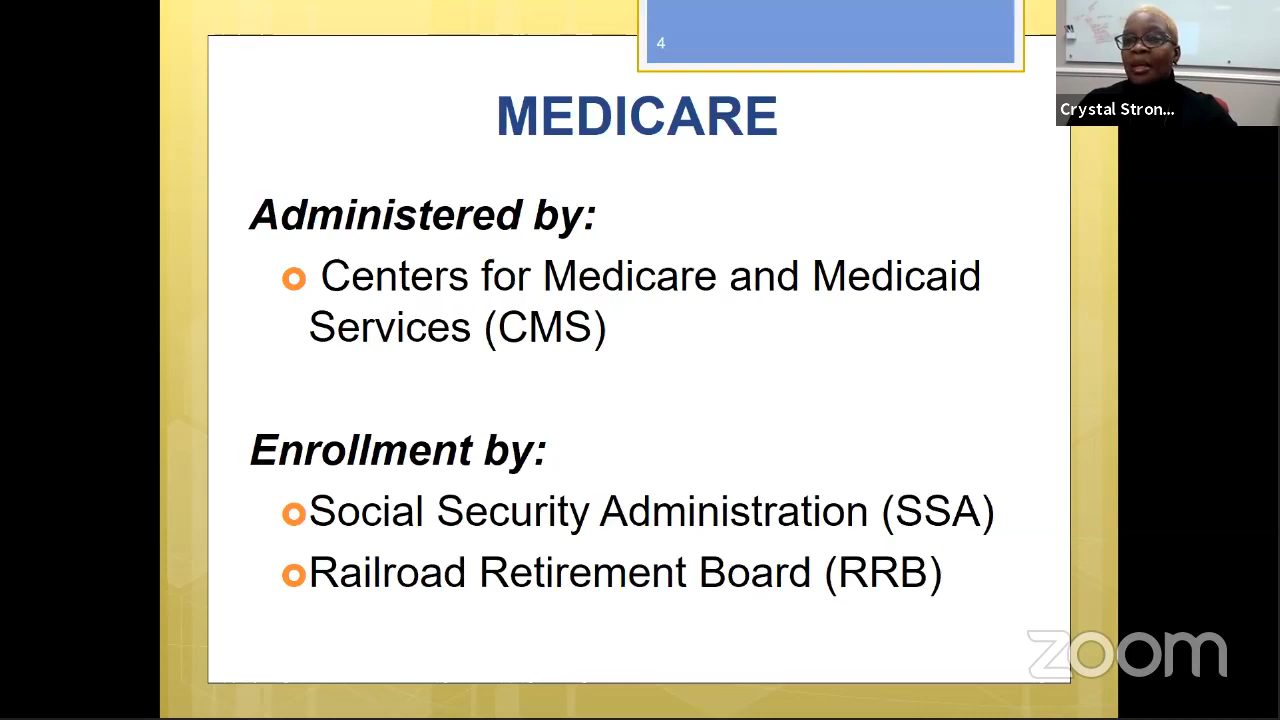 4
MEDICARE
Administered by:
Centers for Medicare and Medicaid
Services (CMS)
Enrollment by:
Social Security Administration (SSA)
Railroad Retirement Board (RRB)
Crystal Stron...
zoom